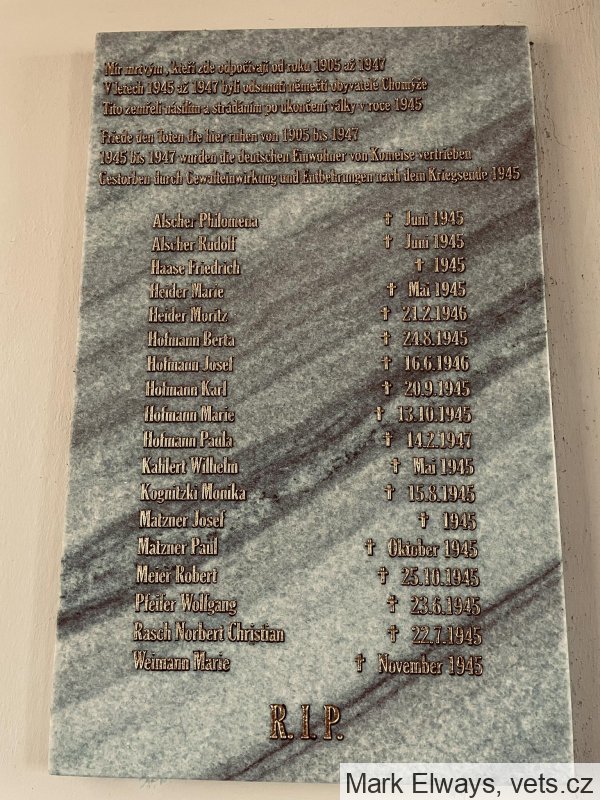 Mír mrtvým, kteří zde odpočívají od roku 1905 až 1947
V letech 1945 až 1947 byli odsunuti němečtí obyvatelé Chomýže
Tito zemřeli násilím a strádáním po ukončení války v roce 1945
Friede den Toten die hier ruhen von 1905 bis 1947
1945 bis 1947 wurden die deutschen Einwohner von Komeise vertrieben
Gestorben durch Gewalteinwirkung und Entbehrungen nach dem Kriegsende 1945
Alscher Philomena † Juni 1945
Alscher Rudolf † Juni 1945
Haase Friedrich † 1945
Heider Marie † Mai 1945
Heider Moritz † 21.2.1946
Hofmann Berta † 24.8.1945
Hofmann Josef † 16.6.1946
Hofmann Karl † 20.9.1945
Hofmann Marie † 13.10.1945
Hofmann Paula † 14.2.1947
Kahlert Wilhelm † Mai 1945
Kognitzki Monika † 15.8.1945
Matzner Josef † 1945
Matzner Paul † Oktober 1945
Meier Robert † 25.10.1945
Pfeifer Wolfgang † 23.6.1945
Rasch Norbert Christian † 22.7.1945
Weimann Marie † November 1945
R.I.P.
Mark Elways, vets.cz